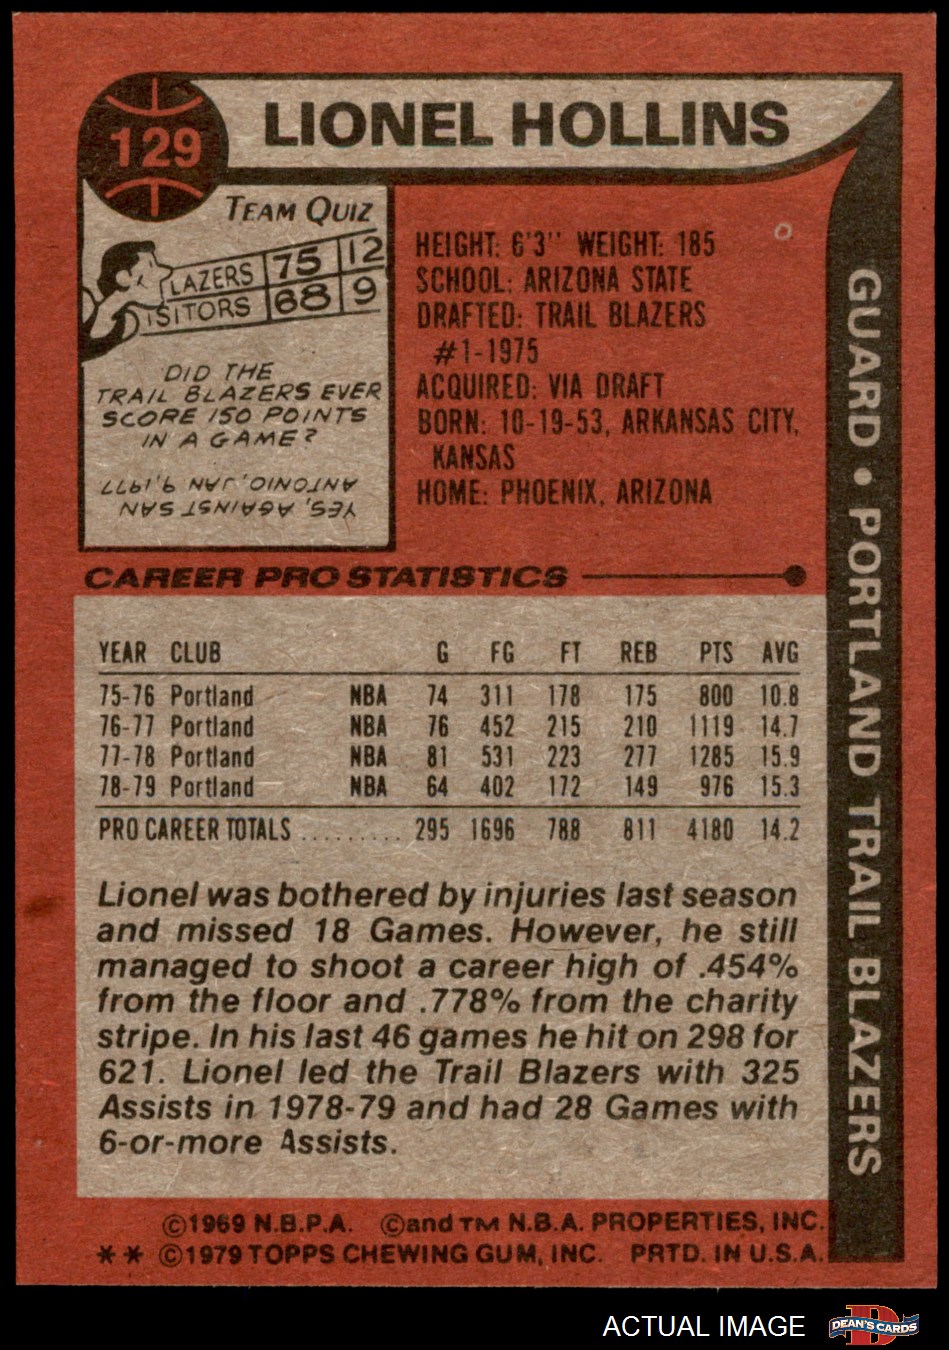 129
LIONEL HOLLINS
TEAM QUIZ
LAZERS 75 12
ISITORS 68 9
DID THE
TRAIL BLAZERS EVER
SCORE 150 POINTS
IN A GAME?
YES, AGAINST SAN
ANTONIO, JAN 9, 1977
HEIGHT: 6'3" WEIGHT: 185
SCHOOL: ARIZONA STATE
DRAFTED: TRAIL BLAZERS
#1-1975
ACQUIRED: VIA DRAFT
BORN: 10-19-53, ARKANSAS CITY,
KANSAS
HOME: PHOENIX, ARIZONA
GUARD • PORTLAND TRAIL BLAZERS
CAREER PRO STATISTICS
YEAR CLUB G FG FT REB PTS AVG
75-76 Portland NBA 74 311 178 175 800 10.8
76-77 Portland NBA 76 452 215 210 1119 14.7
77-78 Portland NBA 81 531 223 277 1285 15.9
78-79 Portland NBA 64 402 172 149 976 15.3
PRO CAREER TOTALS ......... 295 1696 788 811 4180 14.2
Lionel was bothered by injuries last season
and missed 18 Games. However, he still
managed to shoot a career high of .454%
from the floor and .778% from the charity
stripe. In his last 46 games he hit on 298 for
621. Lionel led the Trail Blazers with 325
Assists in 1978-79 and had 28 Games with
6-or-more Assists.
©1969 N.B.P.A. ©and TM N.B.A. PROPERTIES, INC.
** ©1979 TOPPS CHEWING GUM, INC. PRTD. IN U.S.A.
ACTUAL IMAGE
D
DEAN'S CARDS